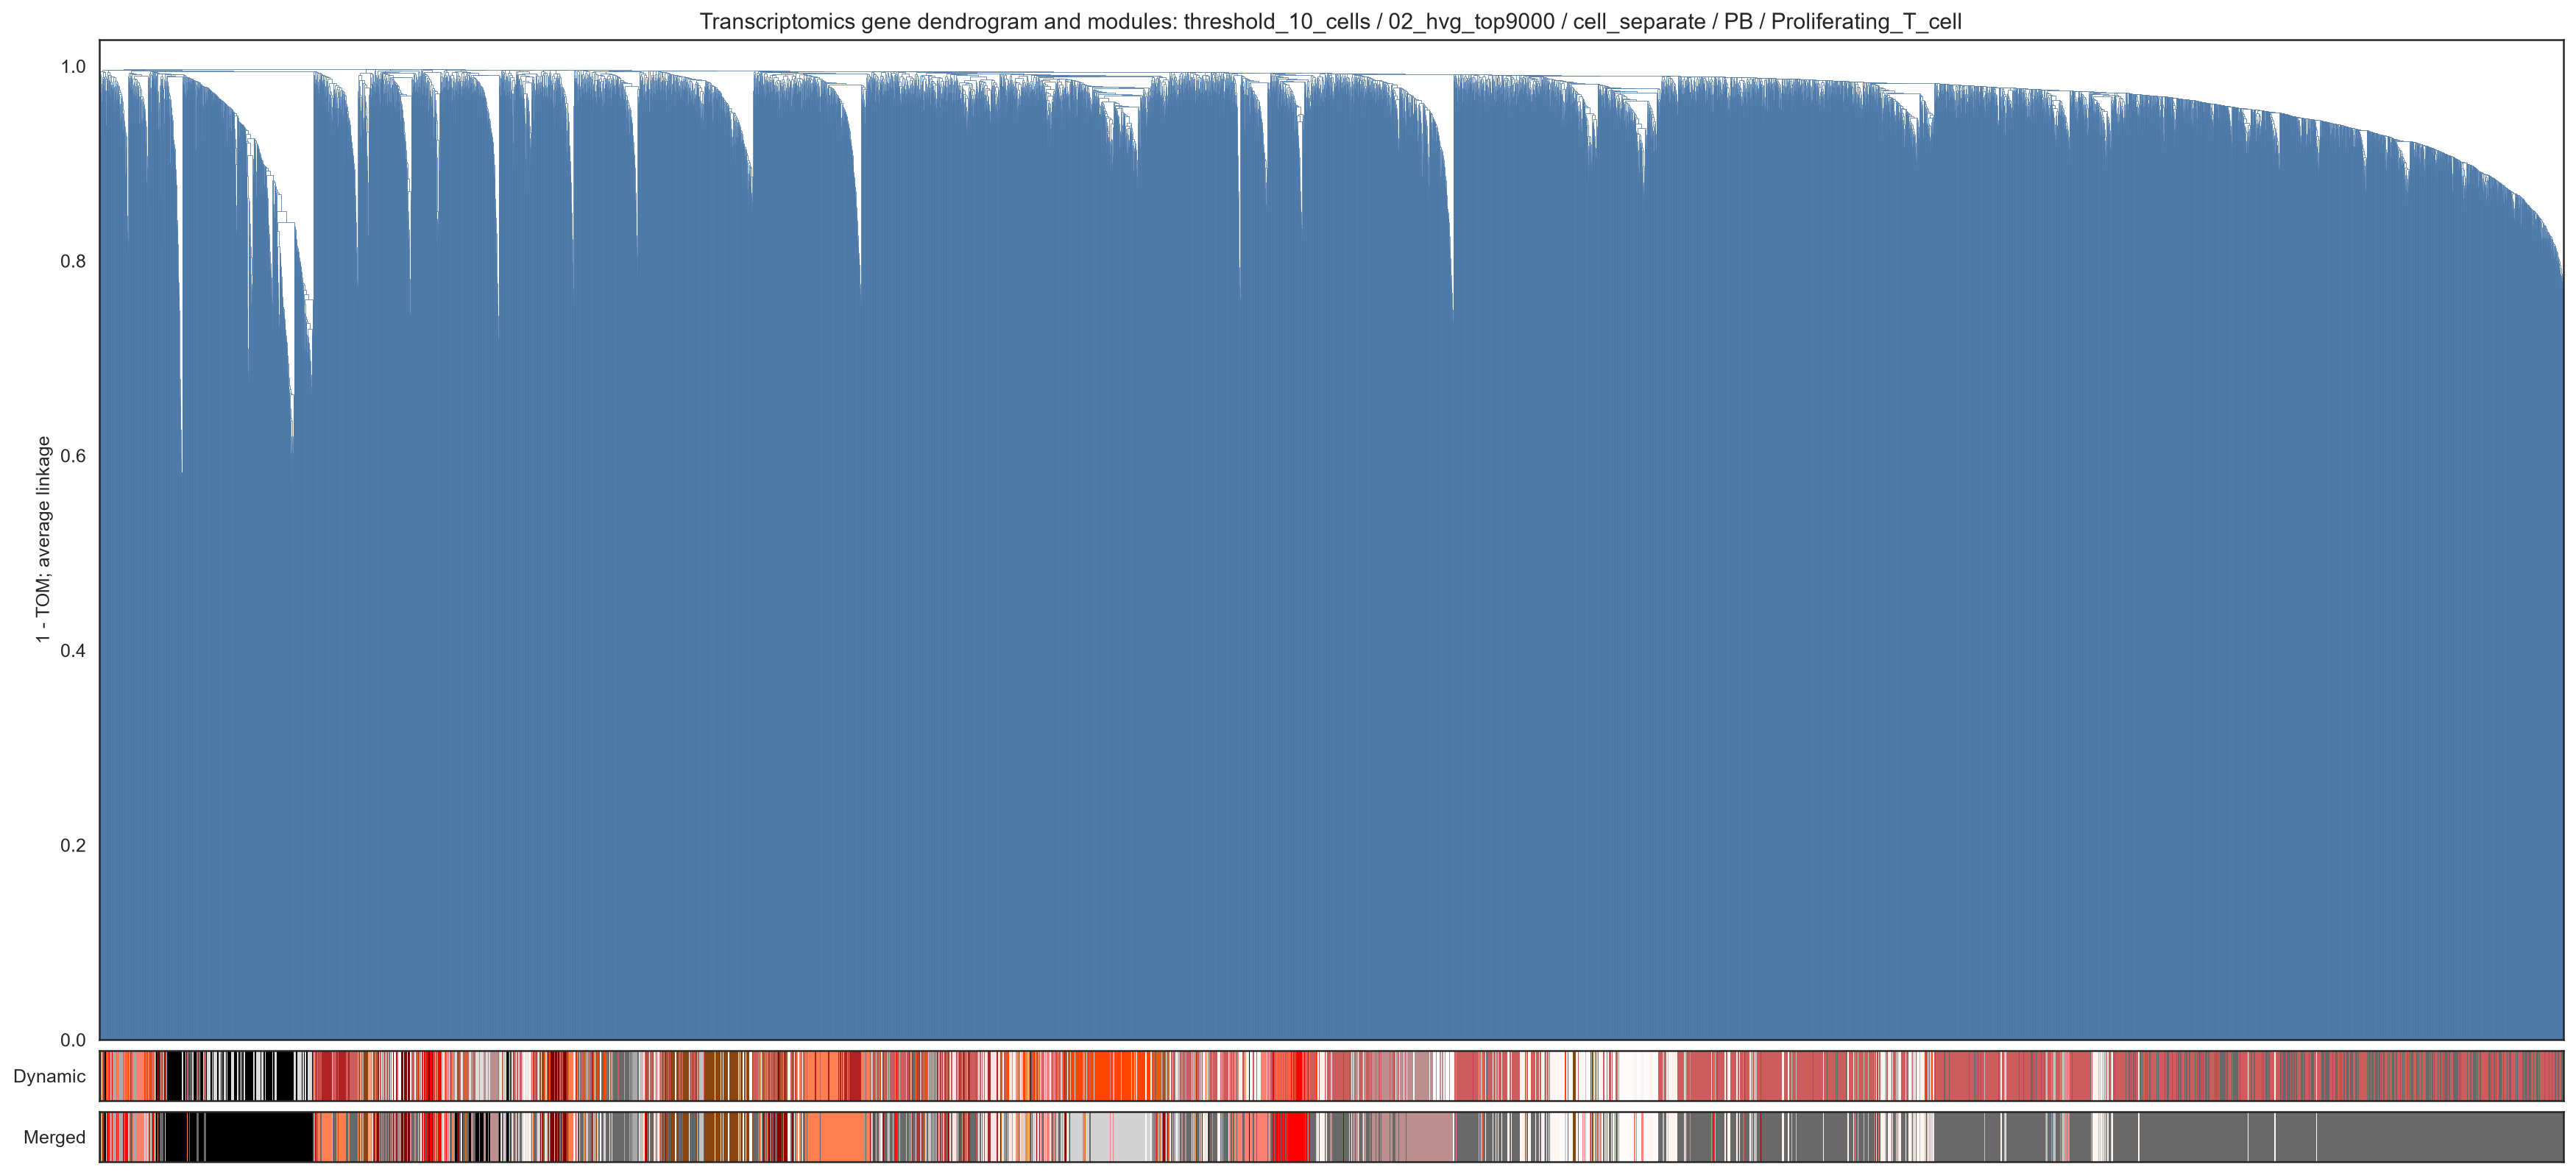 Transcriptomics gene dendrogram and modules: threshold_10_cells / 02_hvg_top9000 / cell_separate / PB / Proliferating_T_cell
1.0
0.8
0.6
0.4
0.2
0.0
1 - TOM; average linkage
Dynamic
Merged